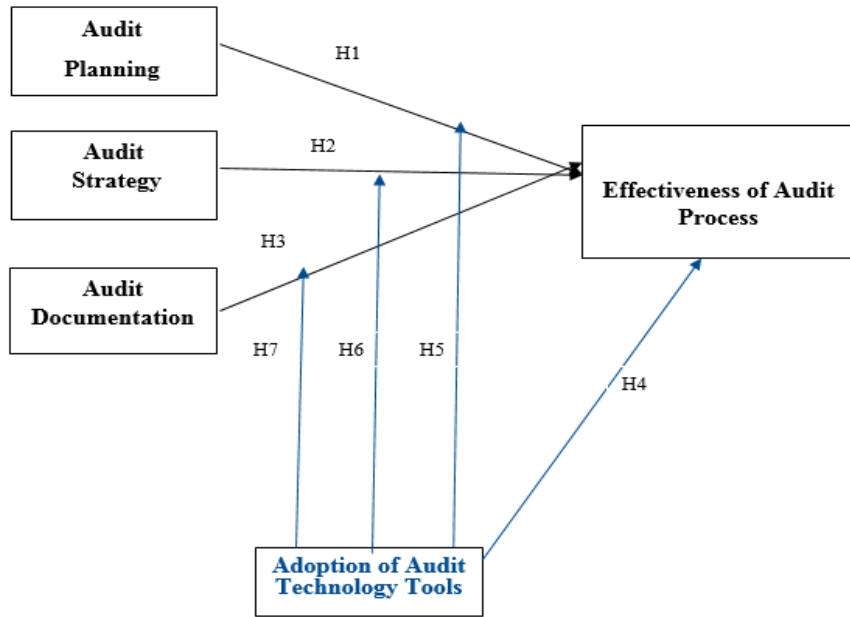 Audit
Planning
H1
Audit
Strategy
H2
Effectiveness of Audit
Process
H3
Audit
Documentation
H7
H6
H5
H4
Adoption of Audit
Technology Tools